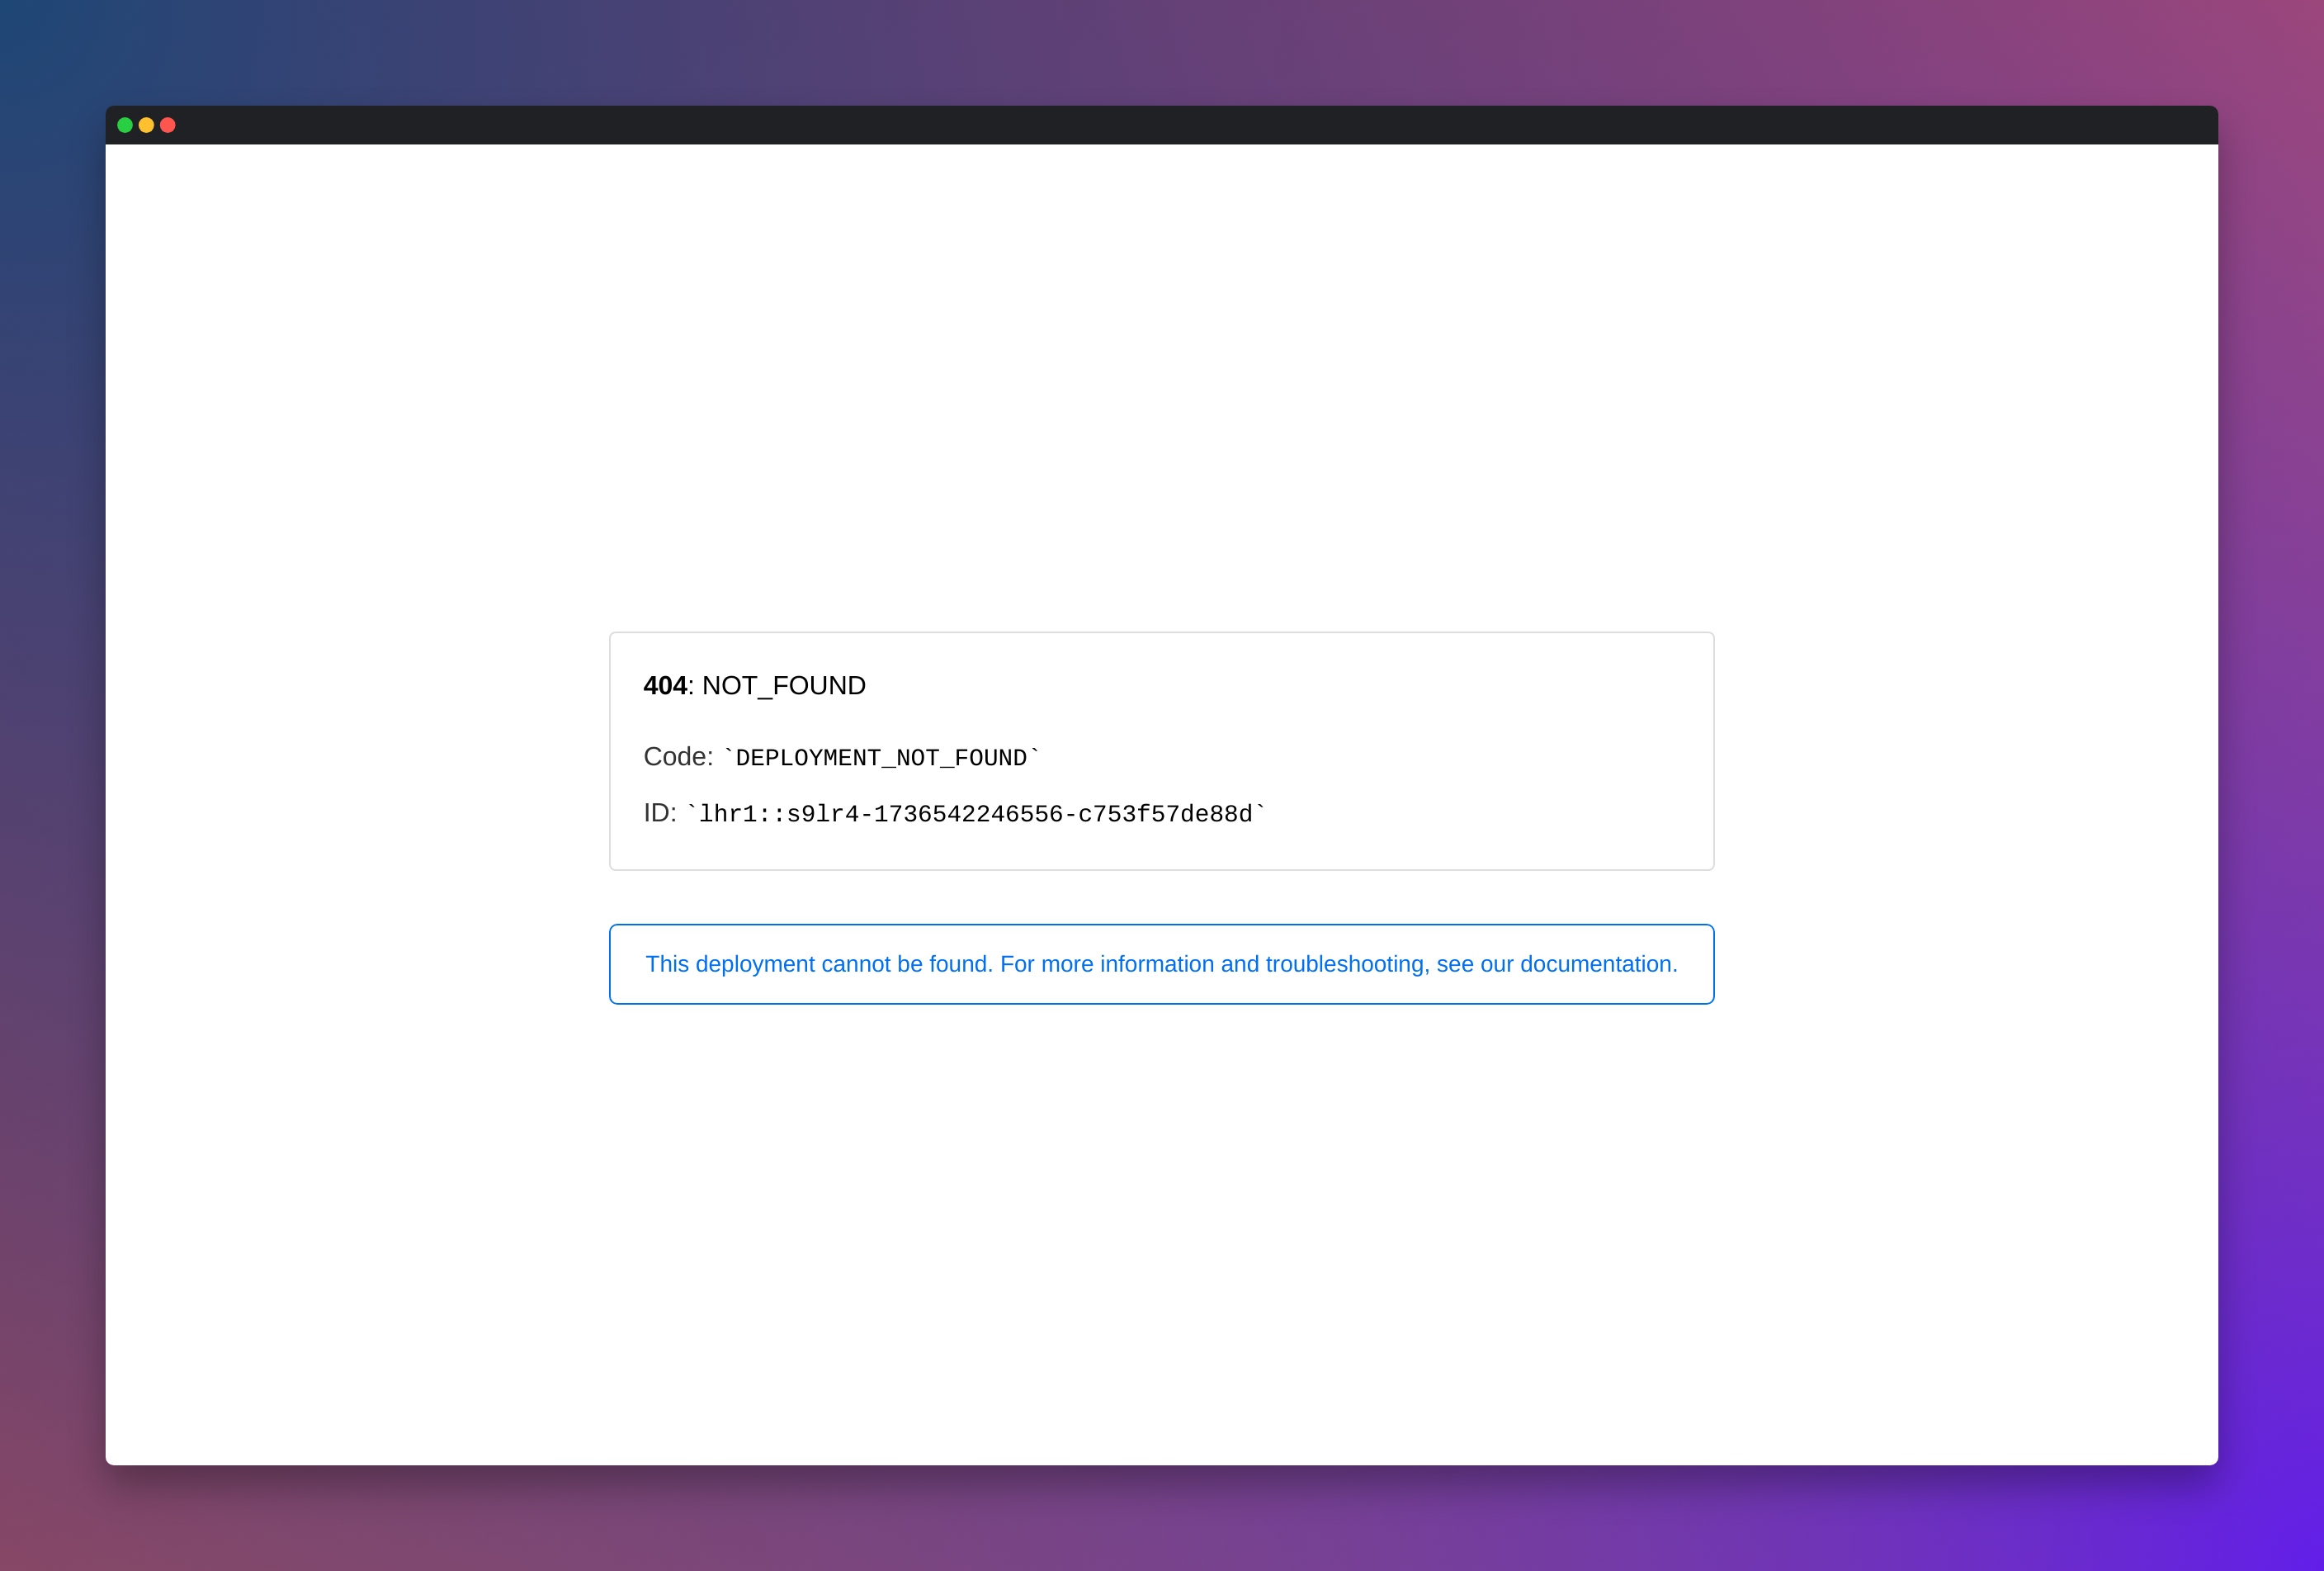 404: NOT_FOUND
Code: `DEPLOYMENT_NOT_FOUND`
ID: `lhr1::s9lr4-1736542246556-c753f57de88d`
This deployment cannot be found. For more information and troubleshooting, see our documentation.